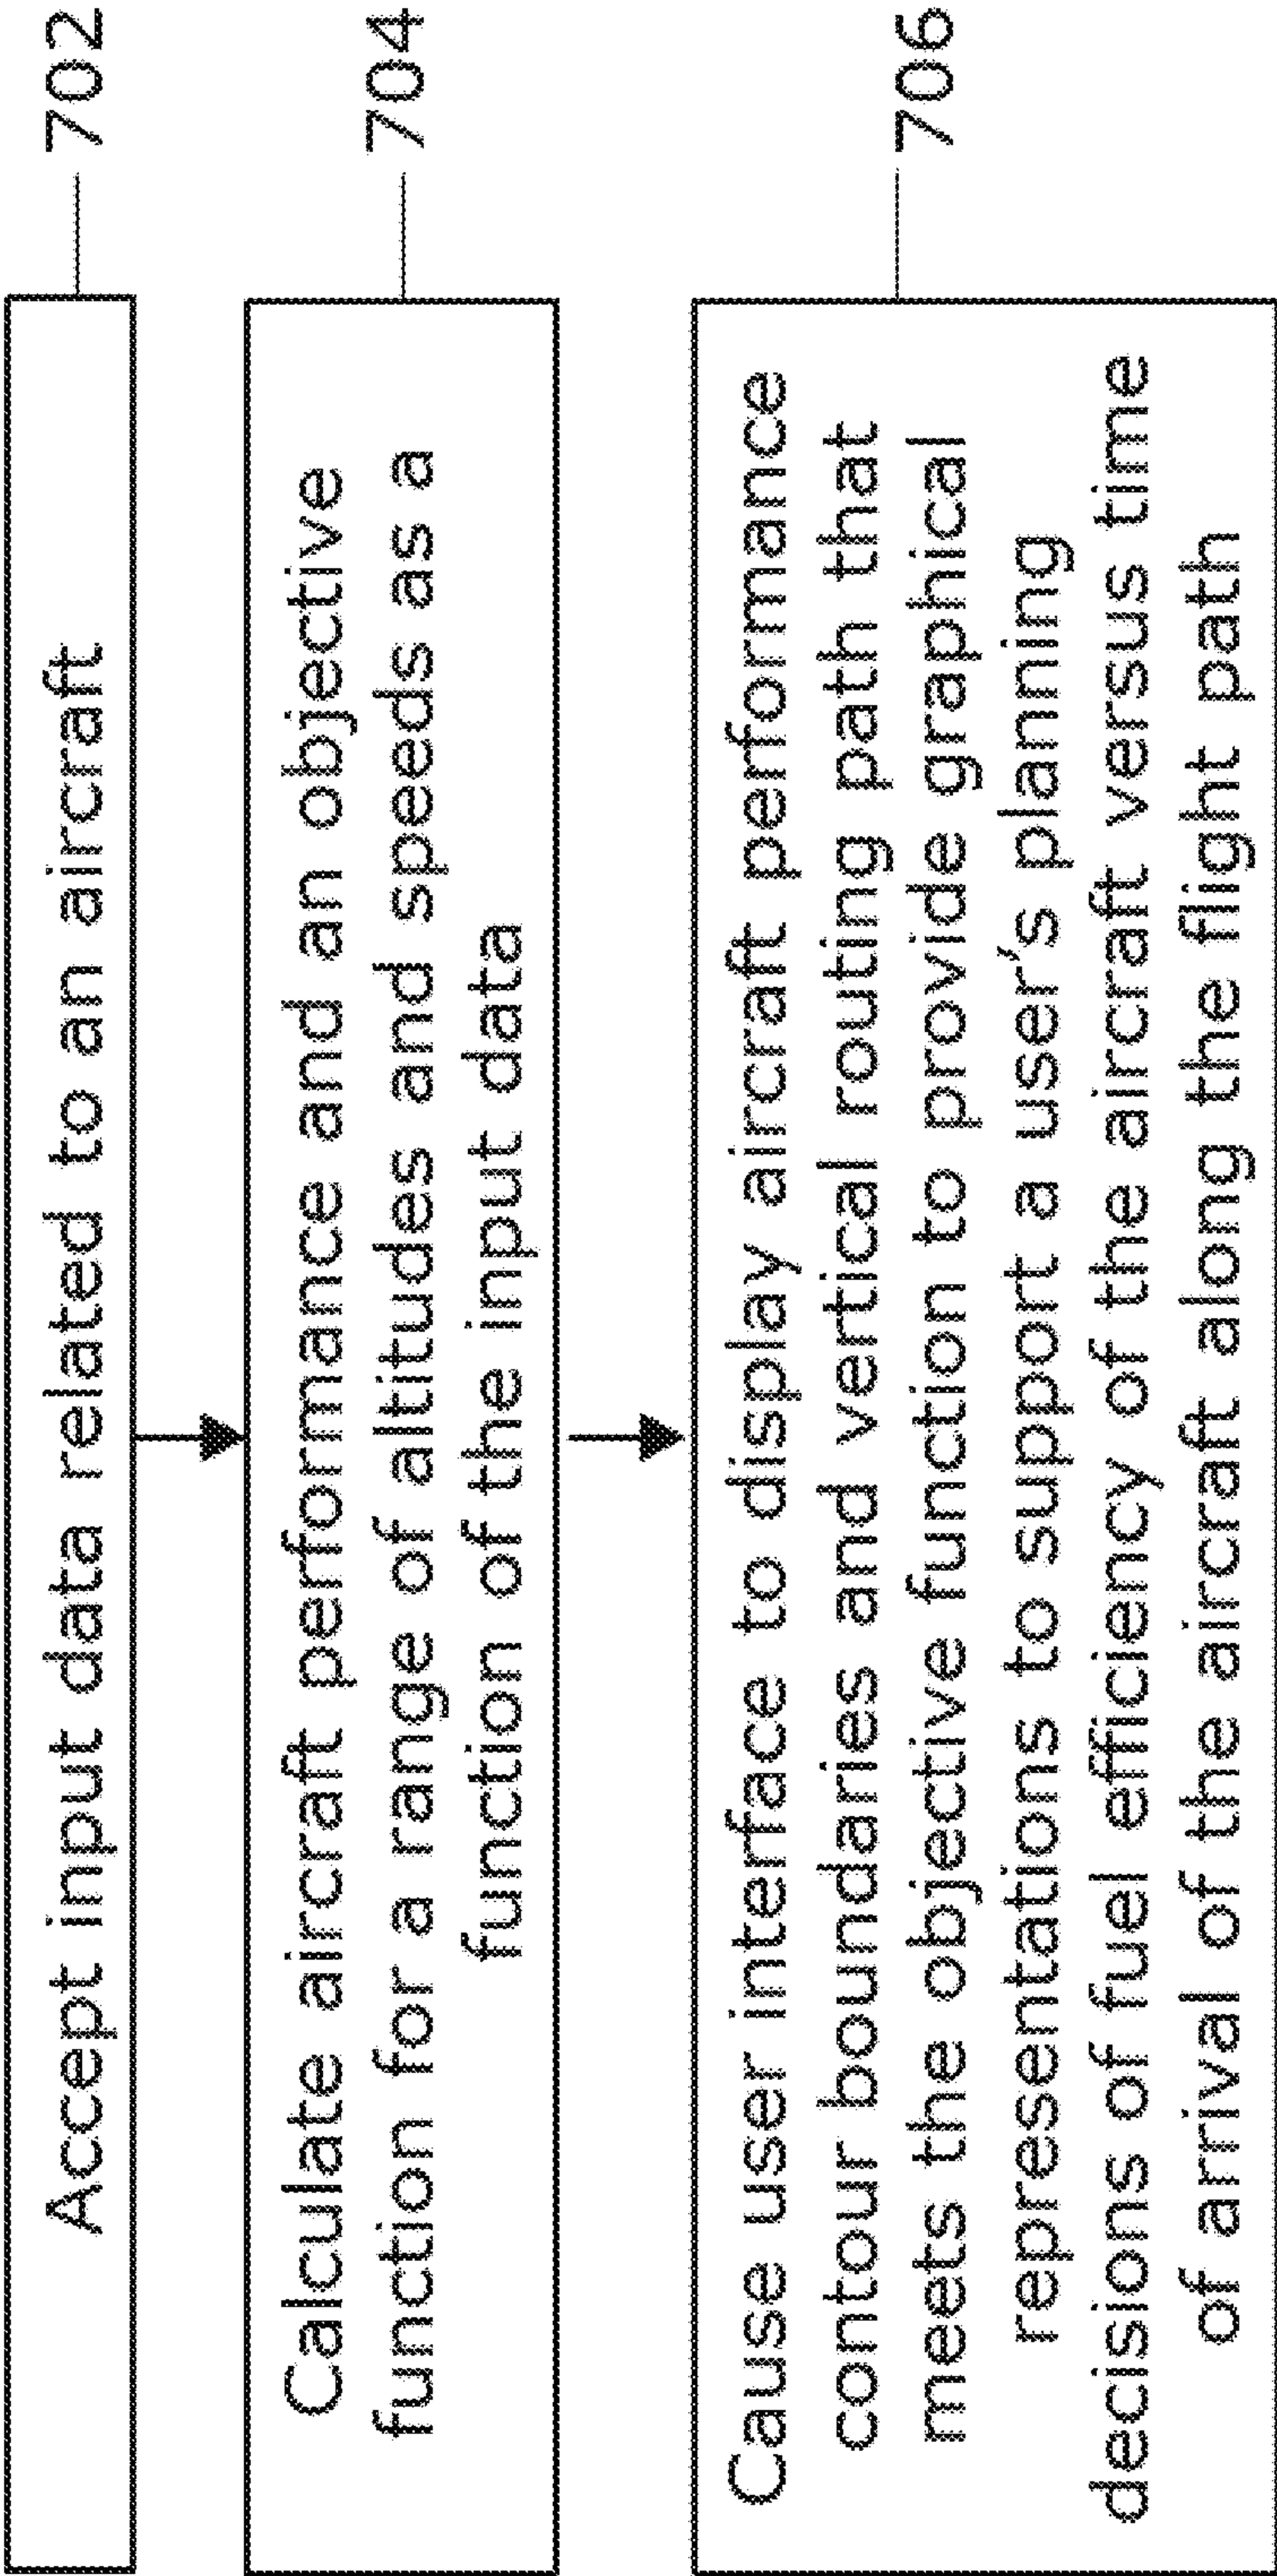 Accept input data related to an aircraft
702
Calculate aircraft performance and an objective
function for a range of altitudes and speeds as a
function of the input data
704
Cause user interface to display aircraft performance
contour boundaries and vertical routing path that
meets the objective function to provide graphical
representations to support a user's planning
decisions of fuel efficiency of the aircraft versus time
of arrival of the aircraft along the flight path
706